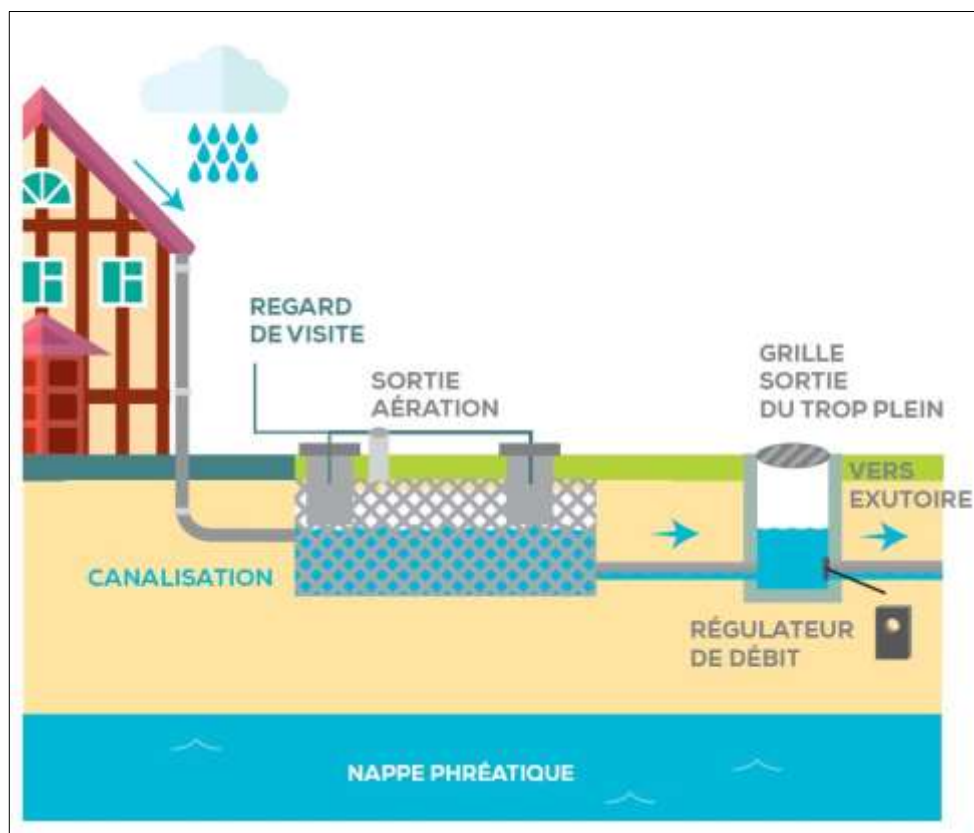 REGARD
DE VISITE
SORTIE
AÉRATION
GRILLE
SORTIE
DU TROP PLEIN
VERS
EXUTOIRE
CANALISATION
RÉGULATEUR
DE DÉBIT
NAPPE PHRÉATIQUE